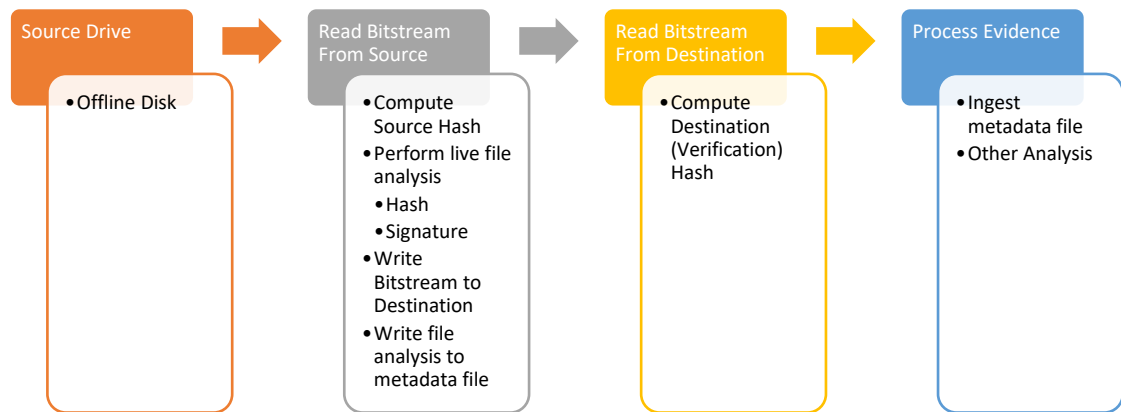 Source Drive
•Offline Disk
Read Bitstream
From Source
•Compute
Source Hash
•Perform live file
analysis
•Hash
•Signature
•Write
Bitstream to
Destination
•Write file
analysis to
metadata file
Read Bitstream
From Destination
•Compute
Destination
(Verification)
Hash
Process Evidence
•Ingest
metadata file
•Other Analysis